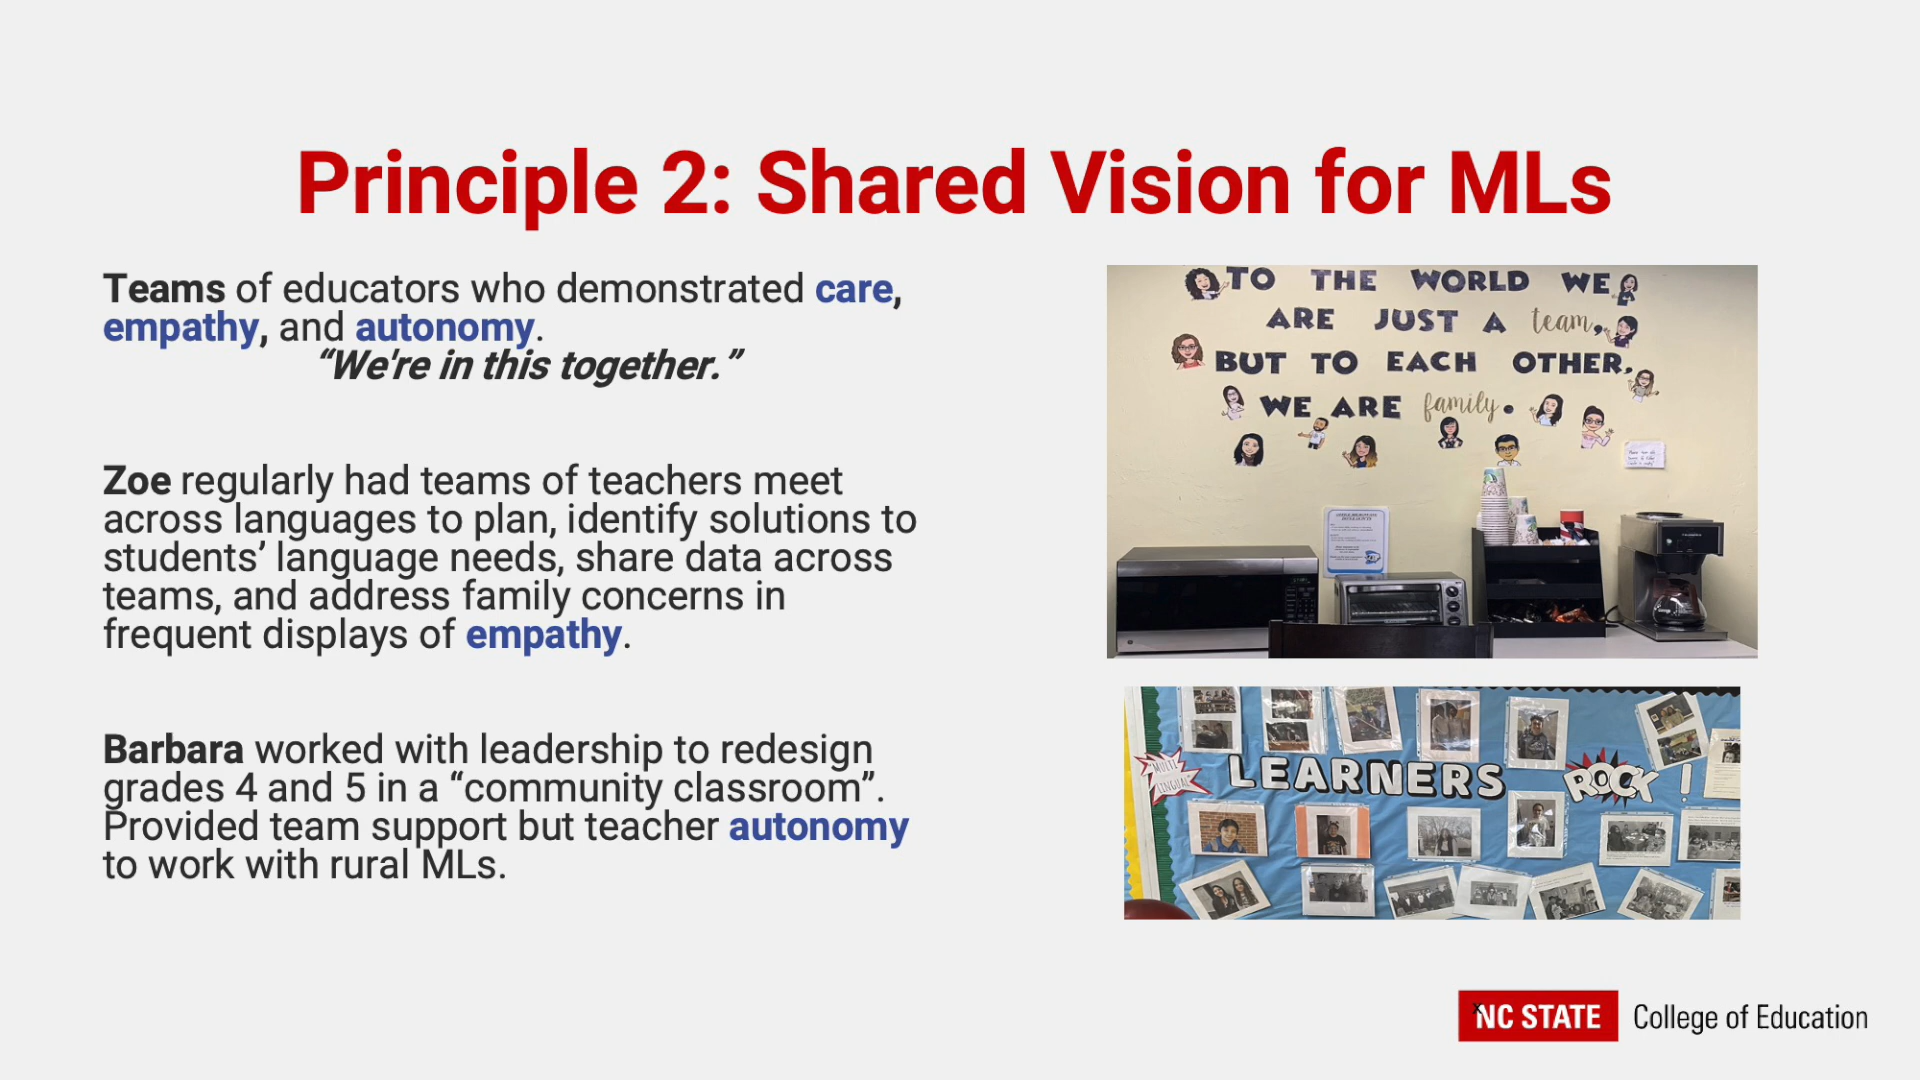 Principle 2: Shared Vision for MLs
Teams of educators who demonstrated care,
empathy, and autonomy.
“We're in this together.”
Zoe regularly had teams of teachers meet
across languages to plan, identify solutions to
students’ language needs, share data across
teams, and address family concerns in
frequent displays of empathy.
Barbara worked with leadership to redesign
grades 4 and 5 in a “community classroom”.
Provided team support but teacher autonomy
to work with rural MLs.
TO THE WORLD WE
ARE JUST A team,
BUT TO EACH OTHER,
WE ARE family.
"MULTI
LINGUAL"
LEARNERS ROCK !
NC STATE College of Education